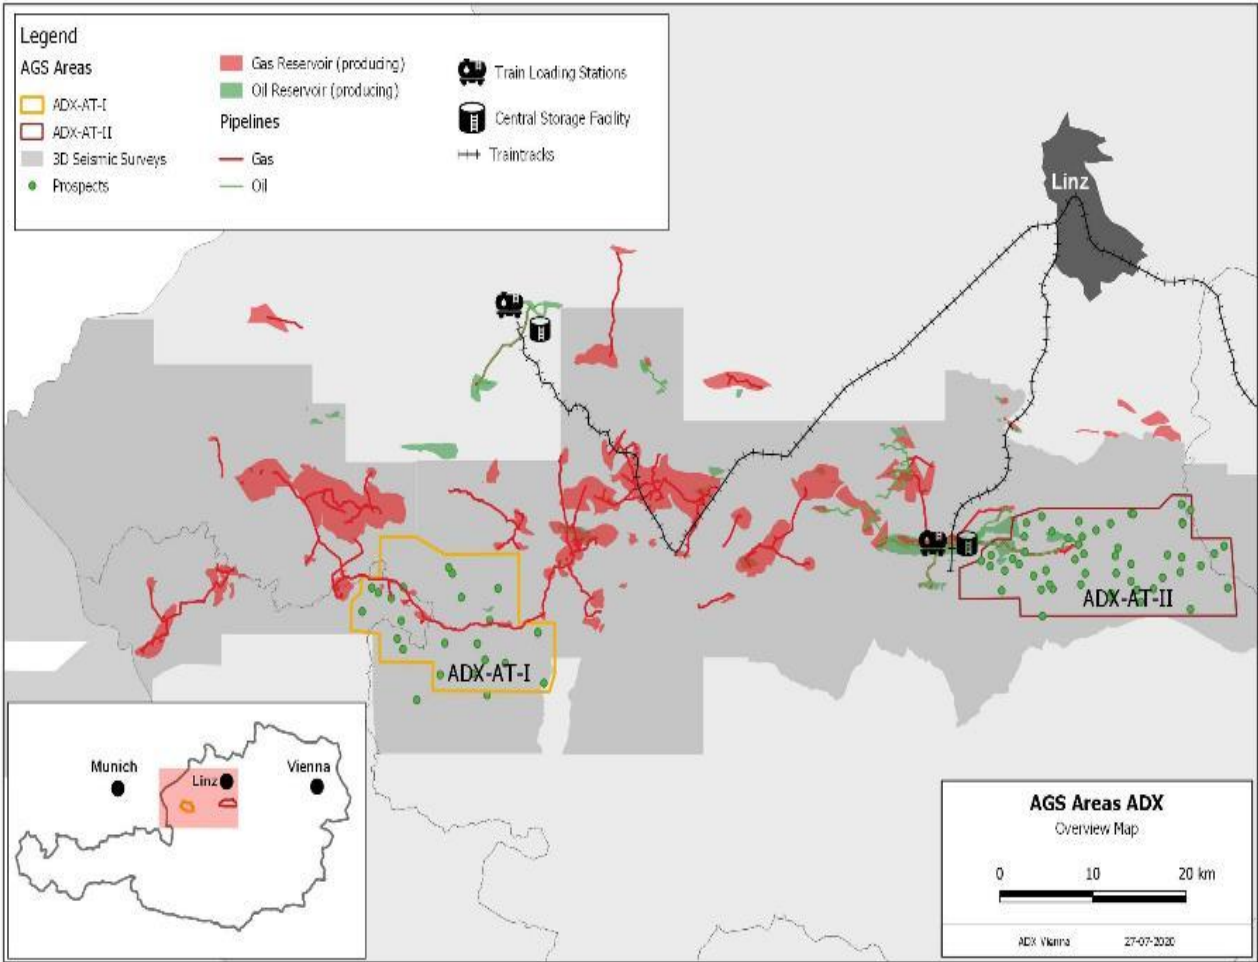 Legend
AGS Areas
ADX-AT-I
ADX-AT-II
3D Seismic Surveys
Prospects
Gas Reservoir (producing)
Oil Reservoir (producing)
Pipelines
Gas
Oil
Train Loading Stations
Central Storage Facility
Traintracks
Linz
ADX-AT-I
ADX-AT-II
Munich
Linz
Vienna
AGS Areas ADX
Overview Map
0 10 20 km
ADX Vienna 27-07-2020